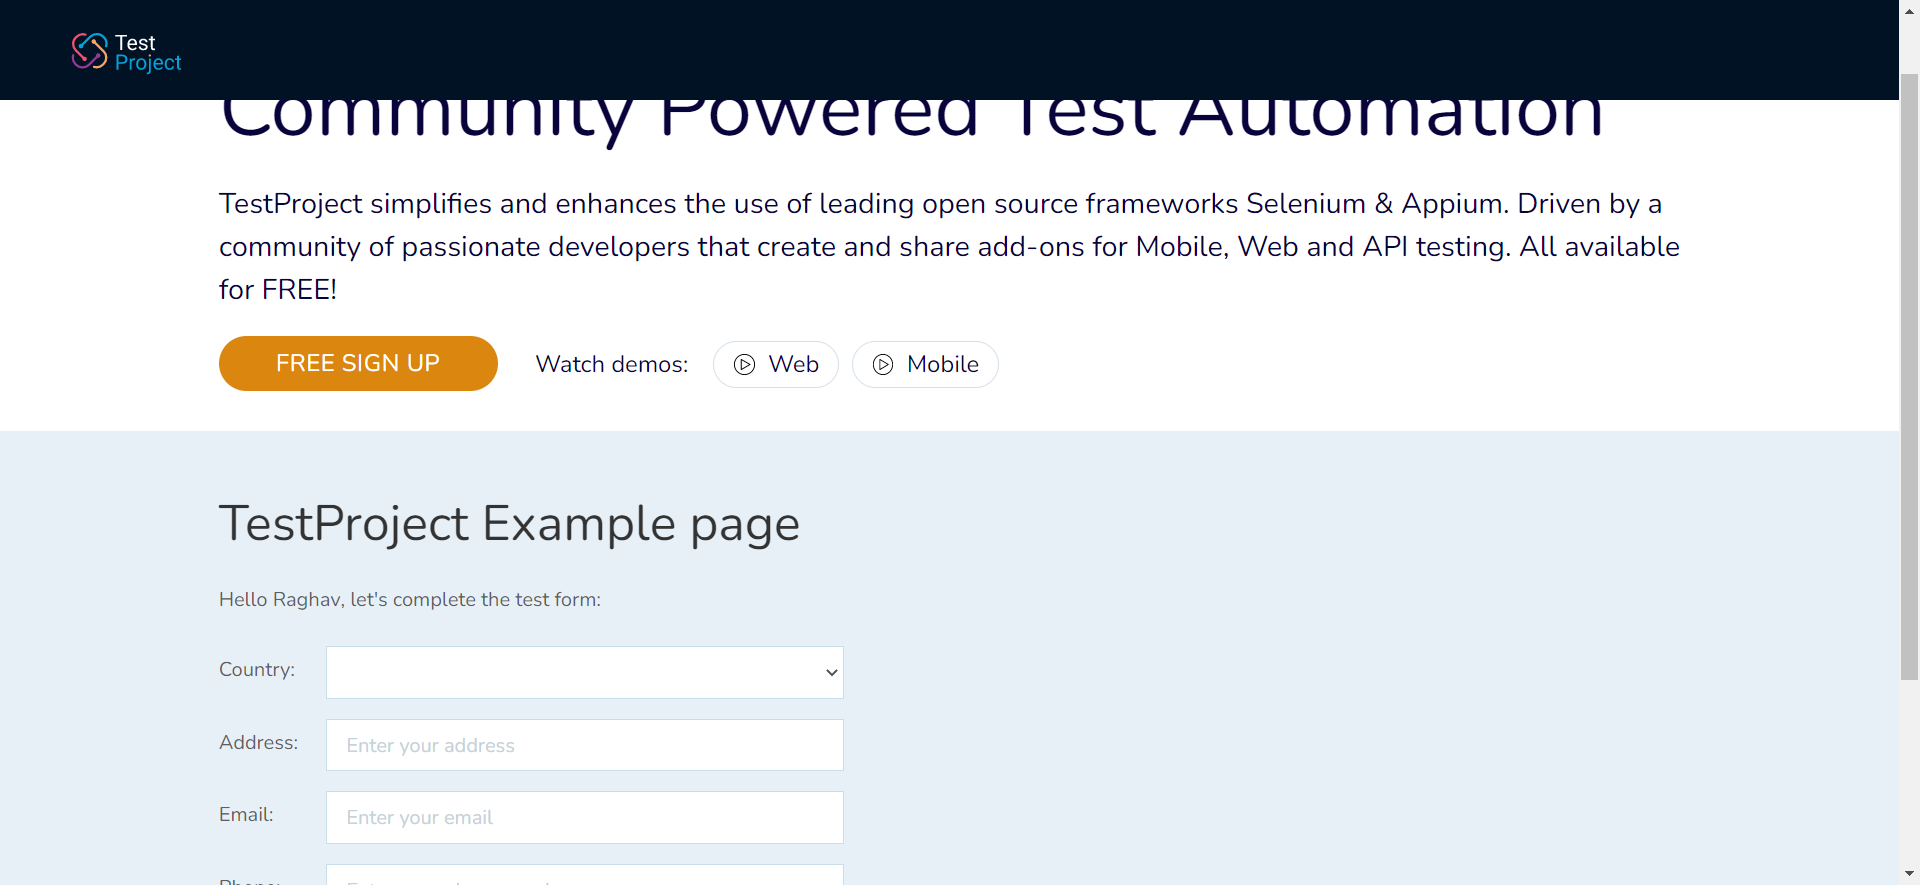 Test
Project
Community Powered Test Automation
TestProject simplifies and enhances the use of leading open source frameworks Selenium & Appium. Driven by a
community of passionate developers that create and share add-ons for Mobile, Web and API testing. All available
for FREE!
FREE SIGN UP
Watch demos:
Web
Mobile
TestProject Example page
Hello Raghav, let's complete the test form:
Country:
Address:
Enter your address
Email:
Enter your email
Phone: